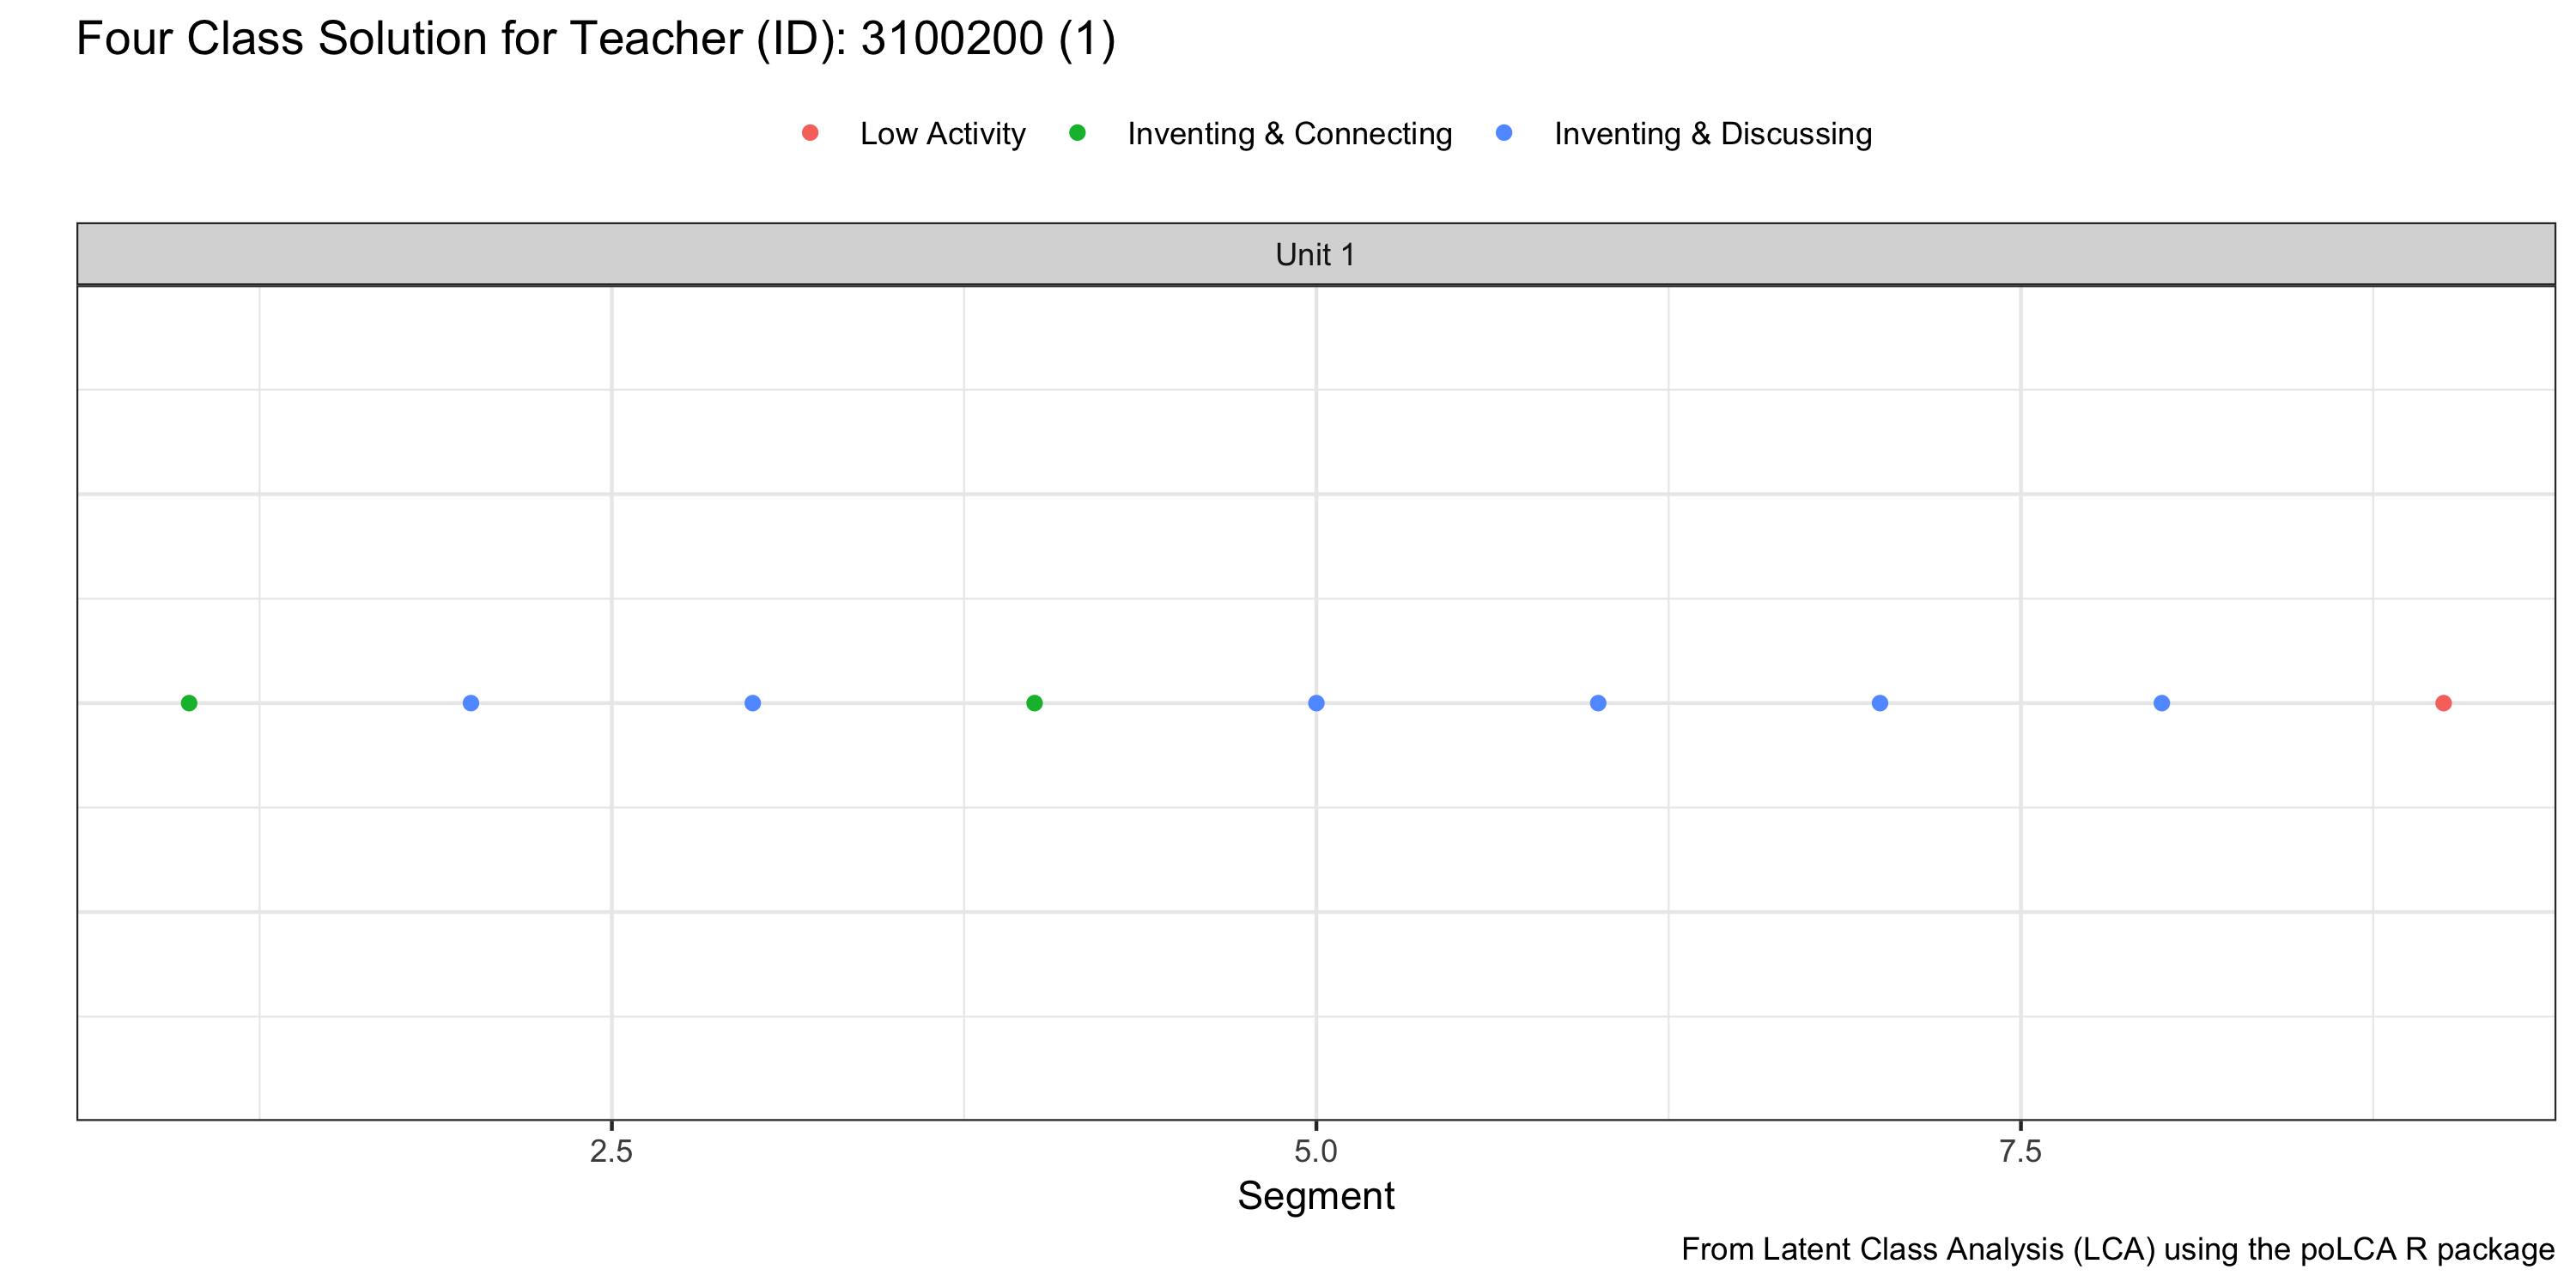 Four Class Solution for Teacher (ID): 3100200 (1)
Low Activity Inventing & Connecting Inventing & Discussing
Unit 1
2.5 5.0 7.5
Segment
From Latent Class Analysis (LCA) using the poLCA R package